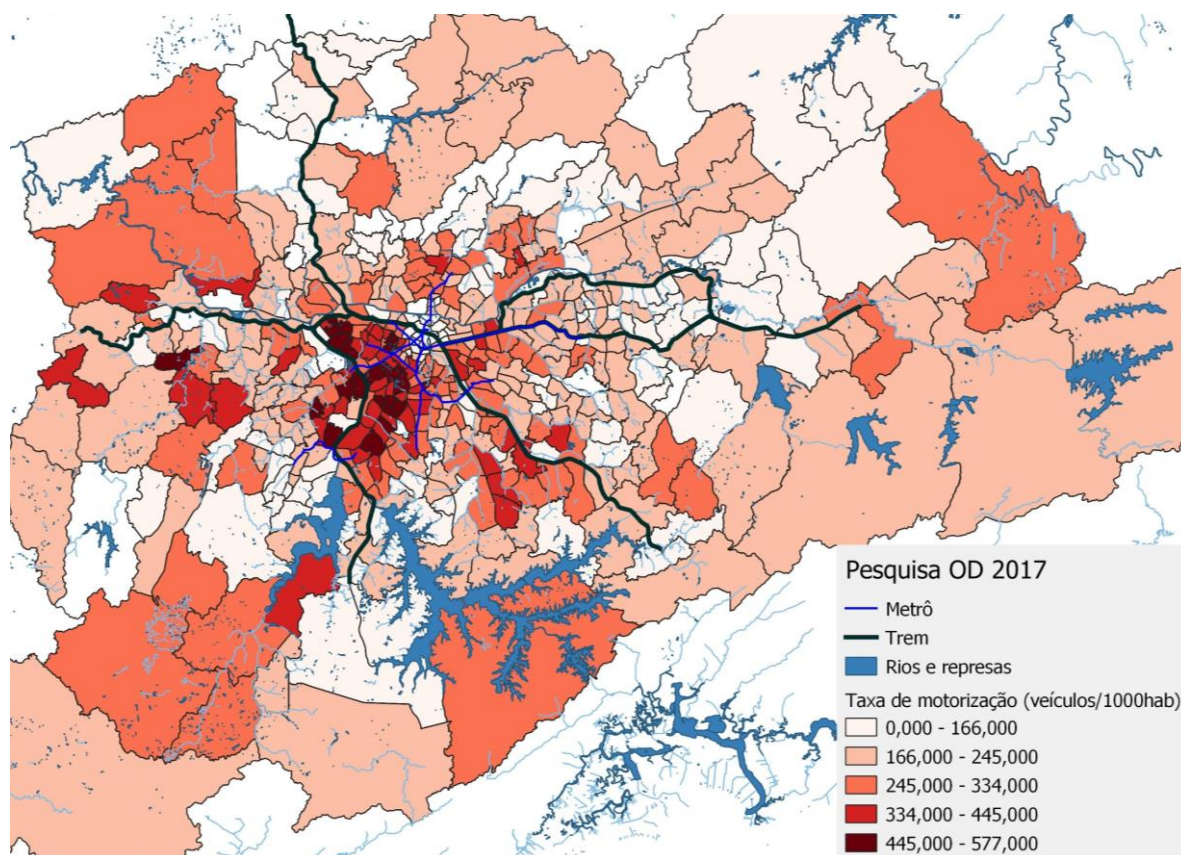 Pesquisa OD 2017
Metrô
Trem
Rios e represas
Taxa de motorização (veículos/1000hab)
0,000 - 166,000
166,000 - 245,000
245,000 - 334,000
334,000 - 445,000
445,000 - 577,000